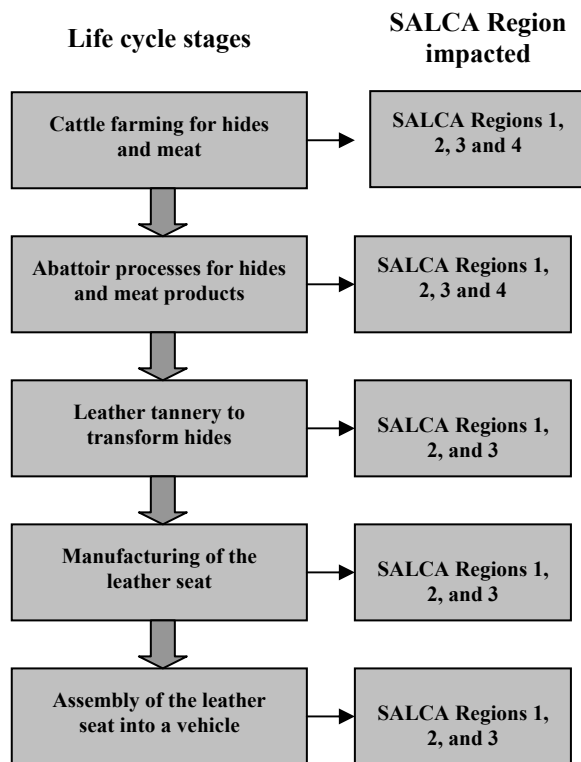 Life cycle stages
SALCA Region
impacted
Cattle farming for hides
and meat
SALCA Regions 1,
2, 3 and 4
Abattoir processes for hides
and meat products
SALCA Regions 1,
2, 3 and 4
Leather tannery to
transform hides
SALCA Regions 1,
2, and 3
Manufacturing of the
leather seat
SALCA Regions 1,
2, and 3
Assembly of the leather
seat into a vehicle
SALCA Regions 1,
2, and 3